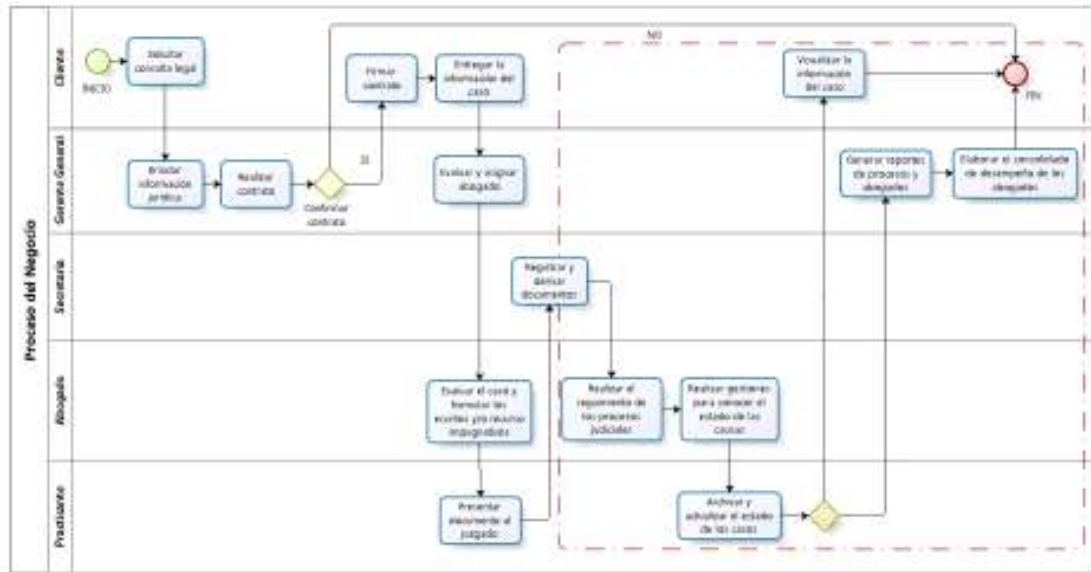 Proceso del Negocio
Cliente
INICIO
Solicitar
consulta legal
Firmar
contrato
Entregar la
información del
caso
NO
Visualizar la
información
del caso
FIN
Gerente General
Brindar
información
jurídica
Realizar
contrato
Confirmar
contrato
SI
Evaluar y asignar
abogado
Generar reportes
de procesos y
abogados
Elaborar el consolidado
de desempeño de los
abogados
Secretaria
Registrar y
derivar
documentos
Abogado
Evaluar el caso y
formular los
escritos y/o recurso
impugnativos
Realizar el
seguimiento de
los procesos
judiciales
Realizar gestiones
para conocer el
estado de las
causas
Practicante
Presentar
documento al
juzgado
Archivar y
actualizar el estado
de los casos